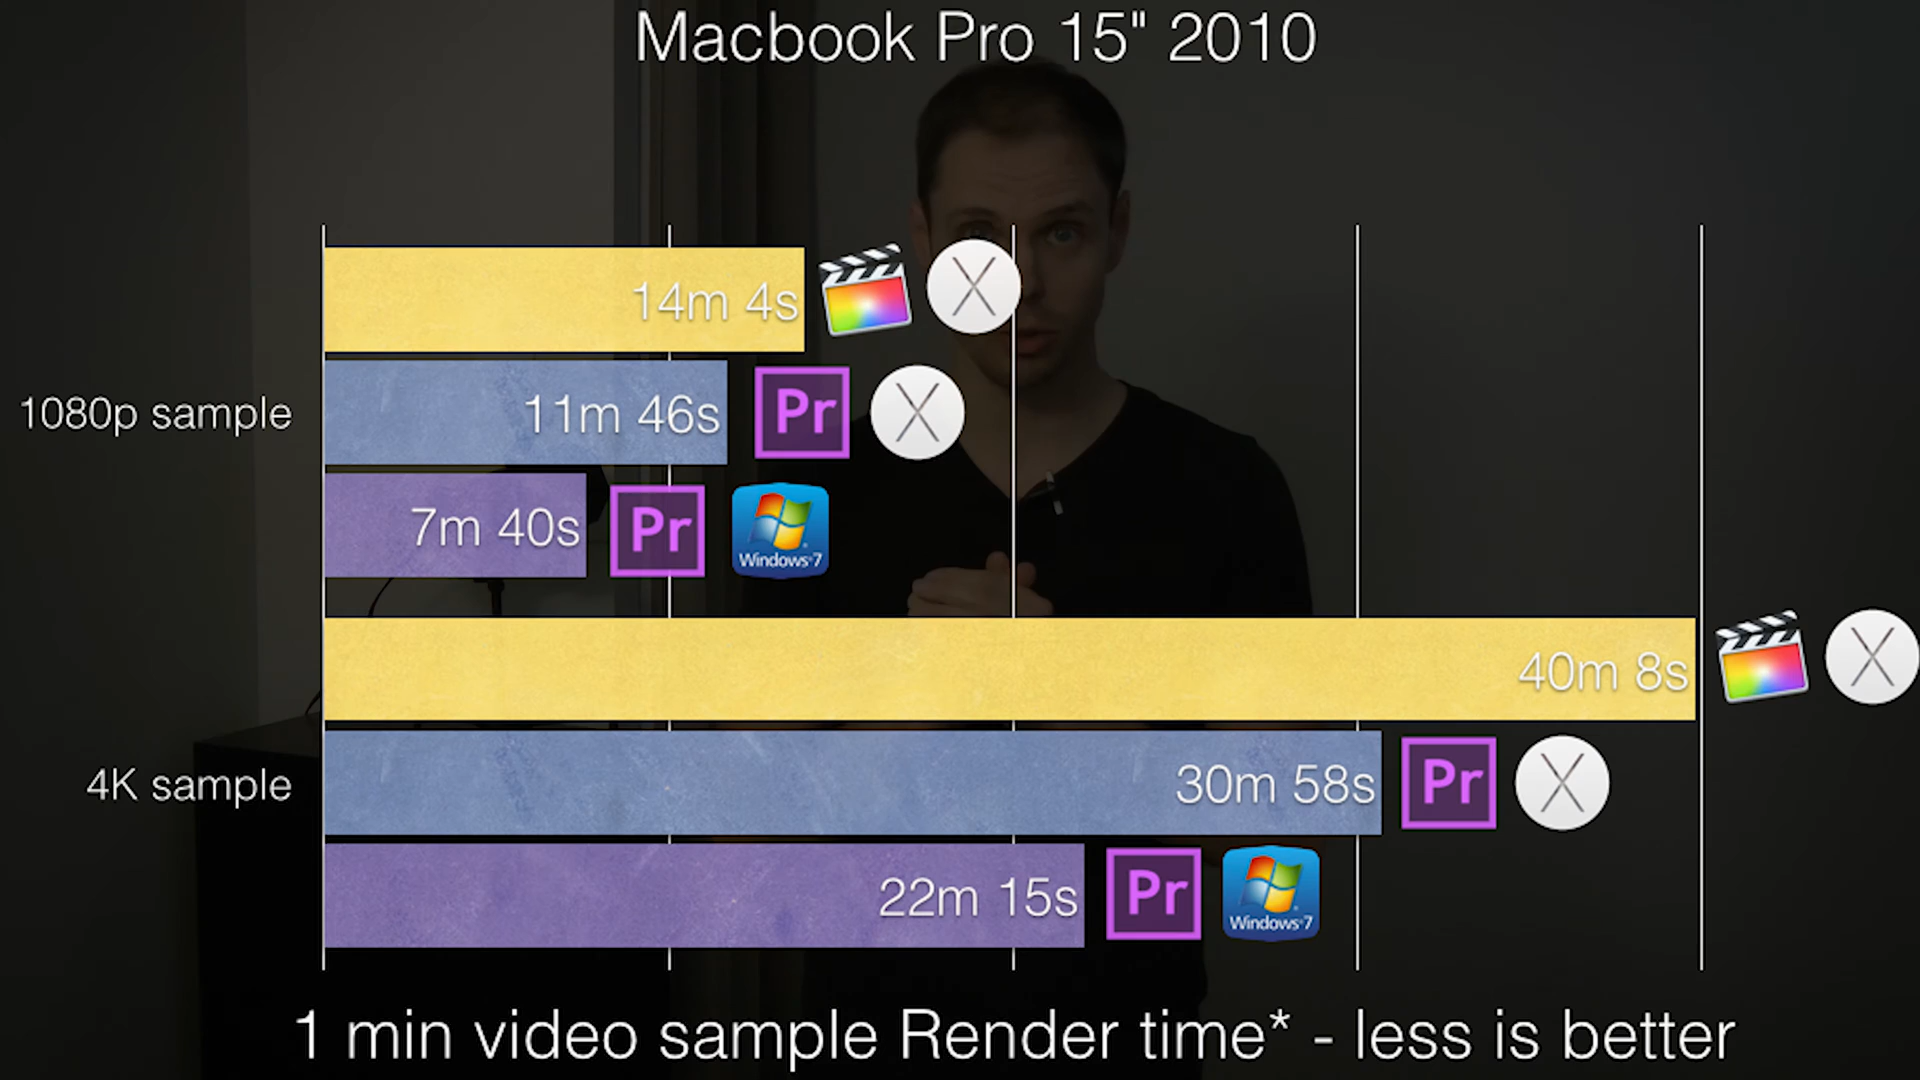 Macbook Pro 15" 2010
14m 4s
1080p sample
11m 46s
Pr
7m 40s
Pr
Windows 7
40m 8s
4K sample
30m 58s
Pr
22m 15s
Pr
Windows 7
1 min video sample Render time* - less is better